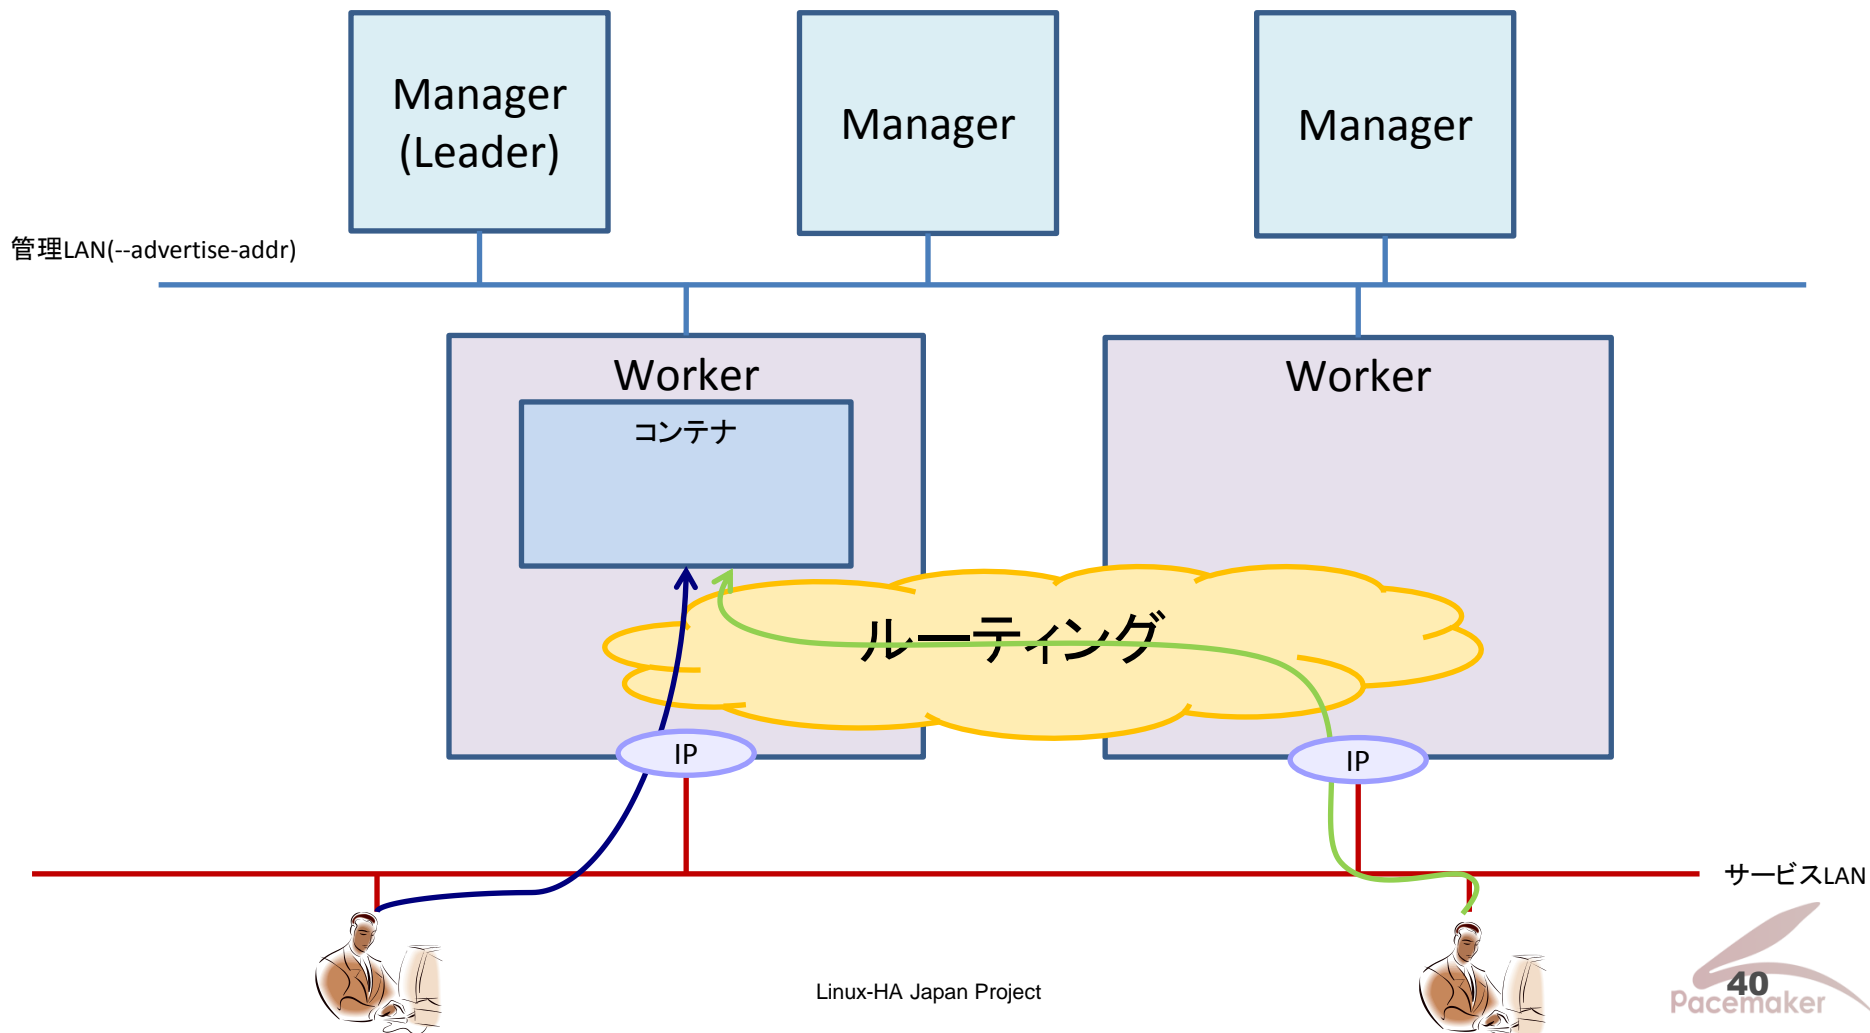 Manager
(Leader)
Manager
Manager
管理LAN(--advertise-addr)
Worker
Worker
コンテナ
ルーティング
IP
IP
サービスLAN
Linux-HA Japan Project
40
Pacemaker